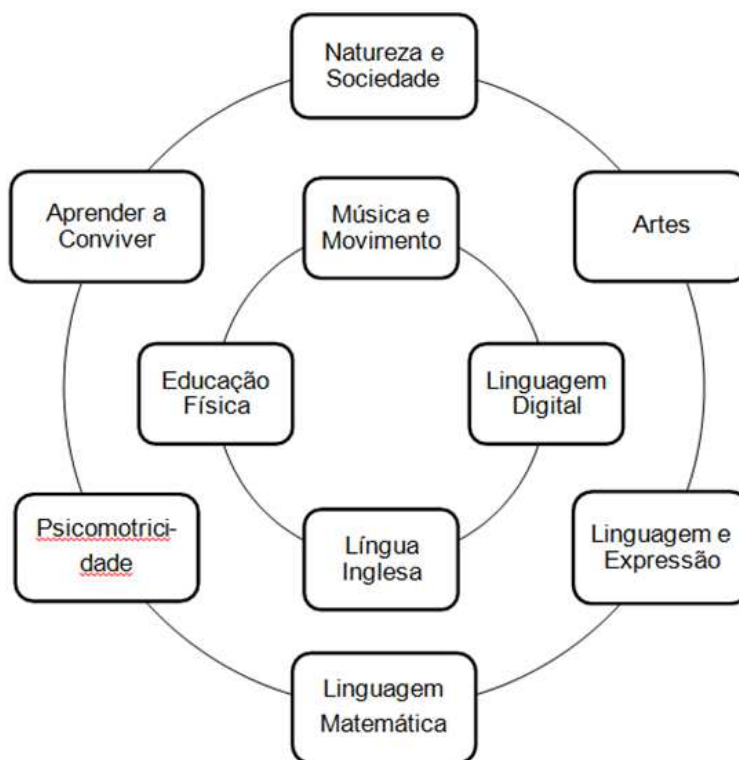 Natureza e
Sociedade
Aprender a
Conviver
Música e
Movimento
Artes
Educação
Física
Linguagem
Digital
Psicomotrici-
dade
Língua
Inglesa
Linguagem e
Expressão
Linguagem
Matemática